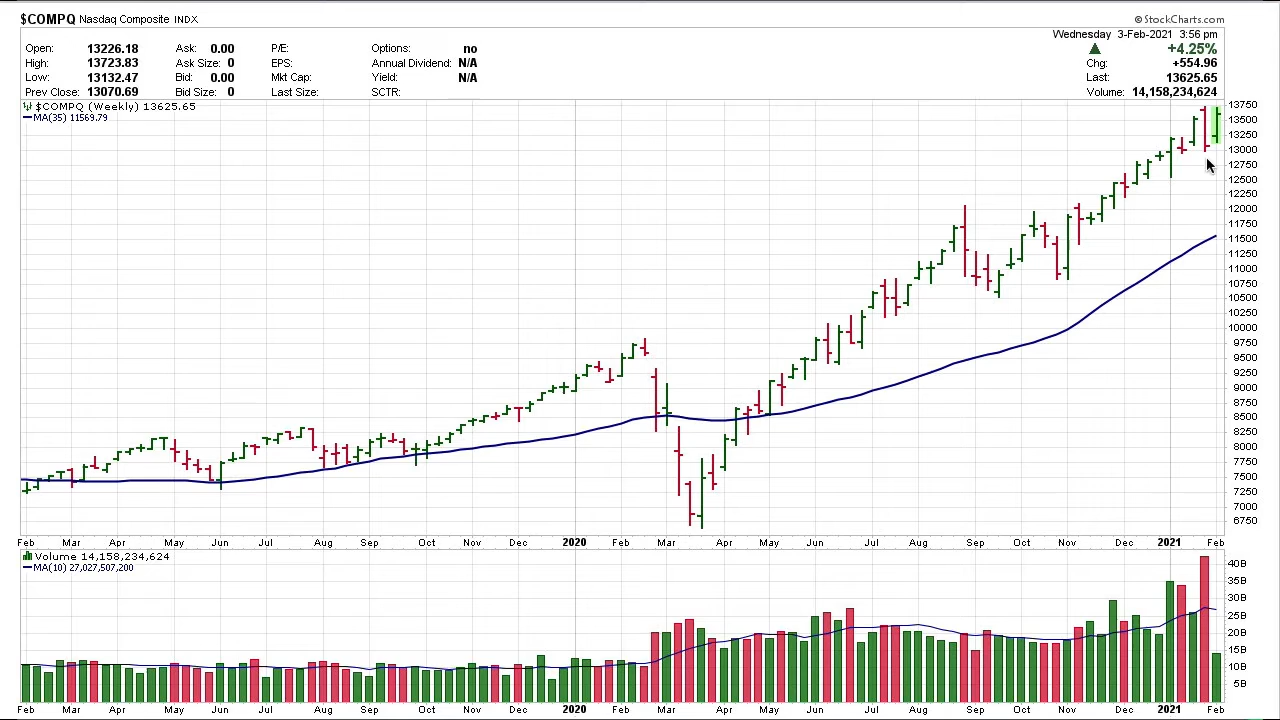 $COMPQ Nasdaq Composite INDX
© StockCharts.com
Wednesday 3-Feb-2021 3:56 pm
Open: 13226.18 Ask: 0.00 P/E: Options: no +4.25%
High: 13723.83 Ask Size: 0 EPS: Annual Dividend: N/A Chg: +554.96
Low: 13132.47 Bid: 0.00 Mkt Cap: Yield: N/A Last: 13625.65
Prev Close: 13070.69 Bid Size: 0 Last Size: SCTR: Volume: 14,158,234,624
$COMPQ (Weekly) 13625.65
MA(35) 11569.79
13750
13500
13250
13000
12750
12500
12250
12000
11750
11500
11250
11000
10750
10500
10250
10000
9750
9500
9250
9000
8750
8500
8250
8000
7750
7500
7250
7000
6750
Feb Mar Apr May Jun Jul Aug Sep Oct Nov Dec 2020 Feb Mar Apr May Jun Jul Aug Sep Oct Nov Dec 2021 Feb
Volume 14,158,234,624
MA(10) 27,027,507,200
40B
35B
30B
25B
20B
15B
10B
5B
Feb Mar Apr May Jun Jul Aug Sep Oct Nov Dec 2020 Feb Mar Apr May Jun Jul Aug Sep Oct Nov Dec 2021 Feb